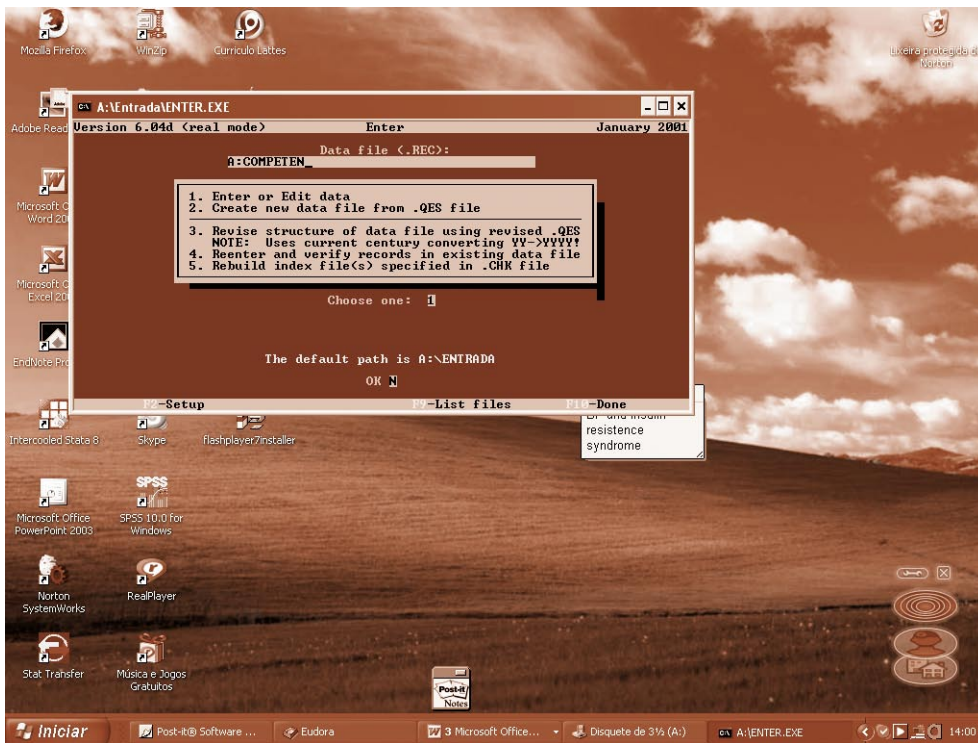 Mozilla Firefox
WinZip
Curriculo Lattes
Lixeira protegida
Norton
A:\Entrada\ENTER.EXE
Adobe Read
Version 6.04d (real mode) Enter January 2001
Data file (.REC):
A:COMPETEN_
1. Enter or Edit data
2. Create new data file from .QES file
3. Revise structure of data file using revised .QES
NOTE: Uses current century converting YY->YYYY!
4. Reenter and verify records in existing data file
5. Rebuild index file(s) specified in .CHK file
Choose one: 1
The default path is A:\ENTRADA
OK N
F2-Setup F9-List files F10-Done
Microsoft O
Word 20
Microsoft O
Excel 20
EndNote Pro
resistence
syndrome
Intercooled Stata 8
Skype
flashplayer7installer
Microsoft Office
PowerPoint 2003
SPSS
SPSS 10.0 for
Windows
Norton
SystemWorks
RealPlayer
Stat Transfer
Música e Jogos
Gratuitos
Post-it
Notes
Iniciar
Post-it® Software ...
Eudora
3 Microsoft Office...
Disquete de 3½ (A:)
A:\ENTER.EXE